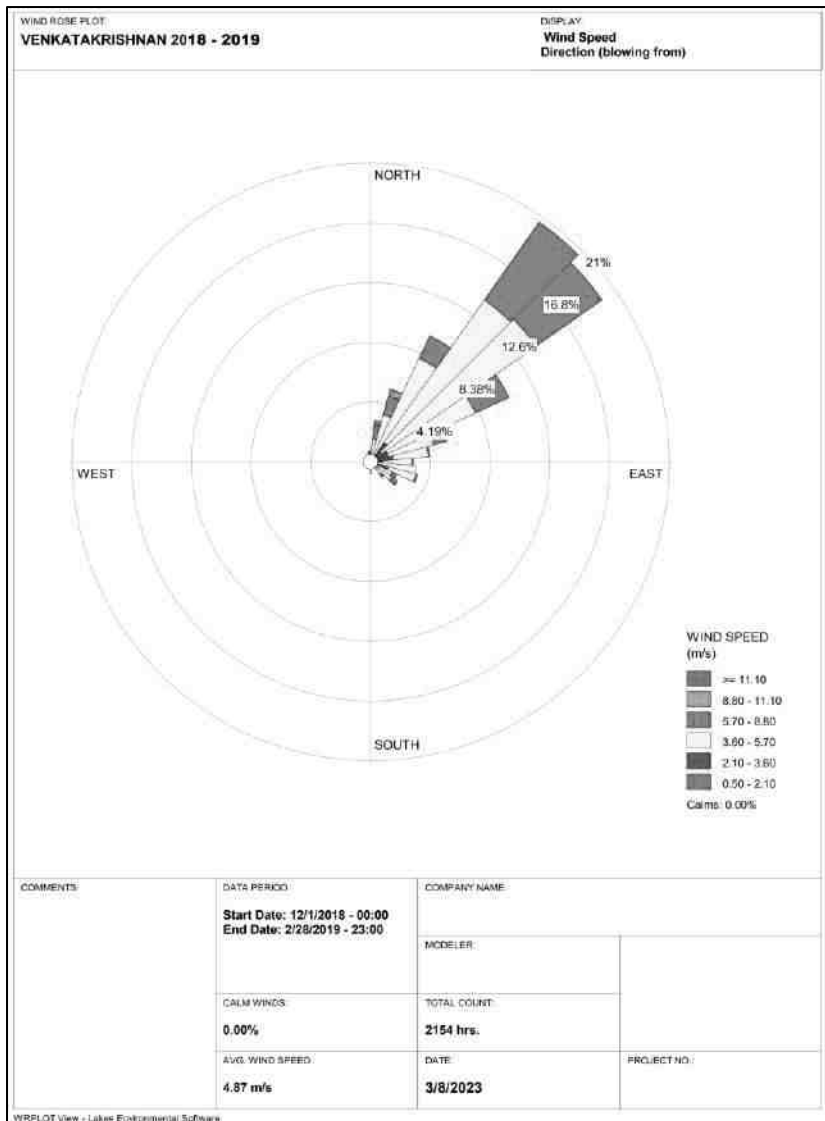 WIND ROSE PLOT:
VENKATAKRISHNAN 2018 - 2019
DISPLAY:
Wind Speed
Direction (blowing from)
NORTH
21%
16.8%
12.6%
8.38%
4.19%
WEST
EAST
SOUTH
WIND SPEED
(m/s)
>= 11.10
8.80 - 11.10
5.70 - 8.80
3.60 - 5.70
2.10 - 3.60
0.50 - 2.10
Calms: 0.00%
COMMENTS:
DATA PERIOD:
Start Date: 12/1/2018 - 00:00
End Date: 2/28/2019 - 23:00
COMPANY NAME:
MODELER:
CALM WINDS:
0.00%
TOTAL COUNT:
2154 hrs.
AVG. WIND SPEED:
4.87 m/s
DATE:
3/8/2023
PROJECT NO.:
WRPLOT View - Lakes Environmental Software